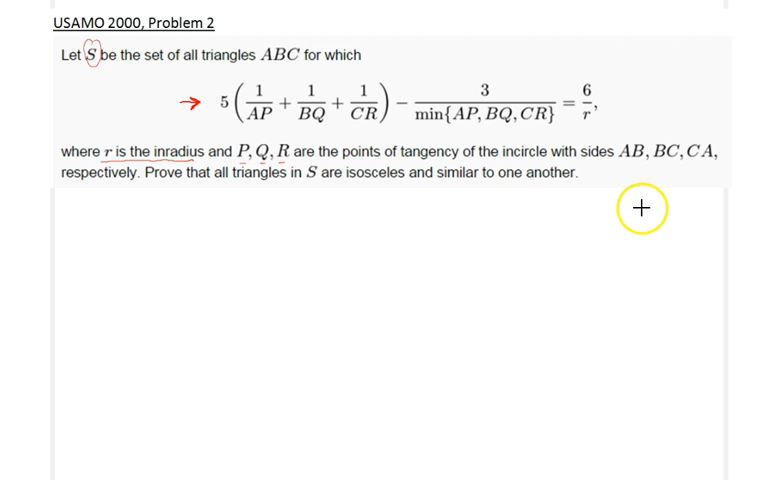 USAMO 2000, Problem 2
Let S be the set of all triangles ABC for which
5 ( 1/AP + 1/BQ + 1/CR ) − 3/min{AP, BQ, CR} = 6/r,
where r is the inradius and P, Q, R are the points of tangency of the incircle with sides AB, BC, CA,
respectively. Prove that all triangles in S are isosceles and similar to one another.